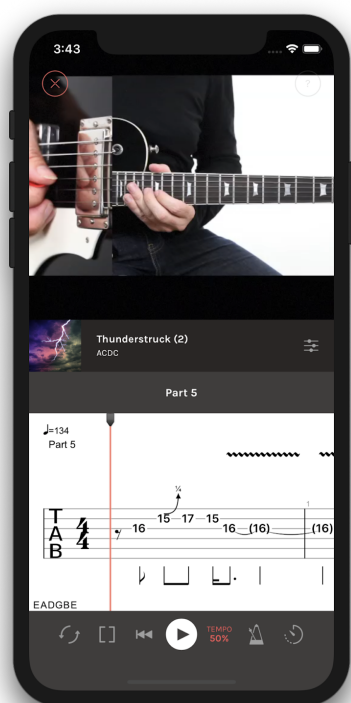 3:43
Thunderstruck (2)
ACDC
Part 5
♩=134
Part 5
¼
1
T
A
B
4
4
16 15 17 15 16 (16) (16)
EADGBE
TEMPO
50%